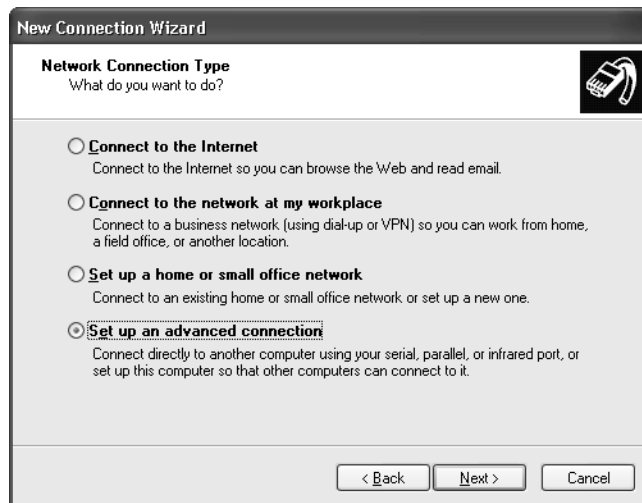 New Connection Wizard
Network Connection Type
What do you want to do?
Connect to the Internet
Connect to the Internet so you can browse the Web and read email.
Connect to the network at my workplace
Connect to a business network (using dial-up or VPN) so you can work from home,
a field office, or another location.
Set up a home or small office network
Connect to an existing home or small office network or set up a new one.
Set up an advanced connection
Connect directly to another computer using your serial, parallel, or infrared port, or
set up this computer so that other computers can connect to it.
< Back Next > Cancel